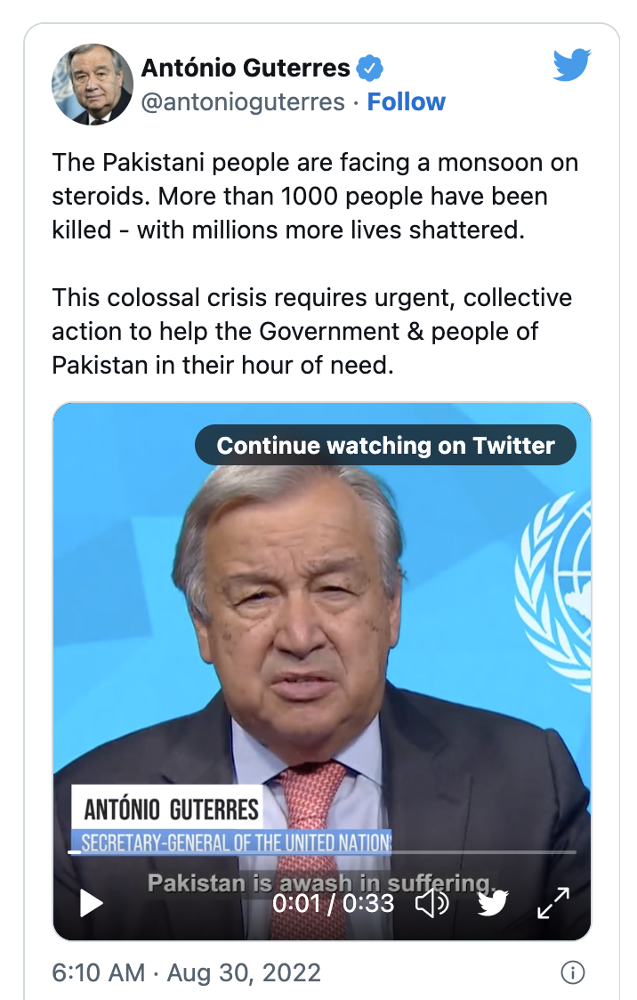 António Guterres
@antonioguterres · Follow
The Pakistani people are facing a monsoon on
steroids. More than 1000 people have been
killed - with millions more lives shattered.
This colossal crisis requires urgent, collective
action to help the Government & people of
Pakistan in their hour of need.
Continue watching on Twitter
ANTÓNIO GUTERRES
SECRETARY-GENERAL OF THE UNITED NATIONS
Pakistan is awash in suffering.
0:01 / 0:33
6:10 AM · Aug 30, 2022